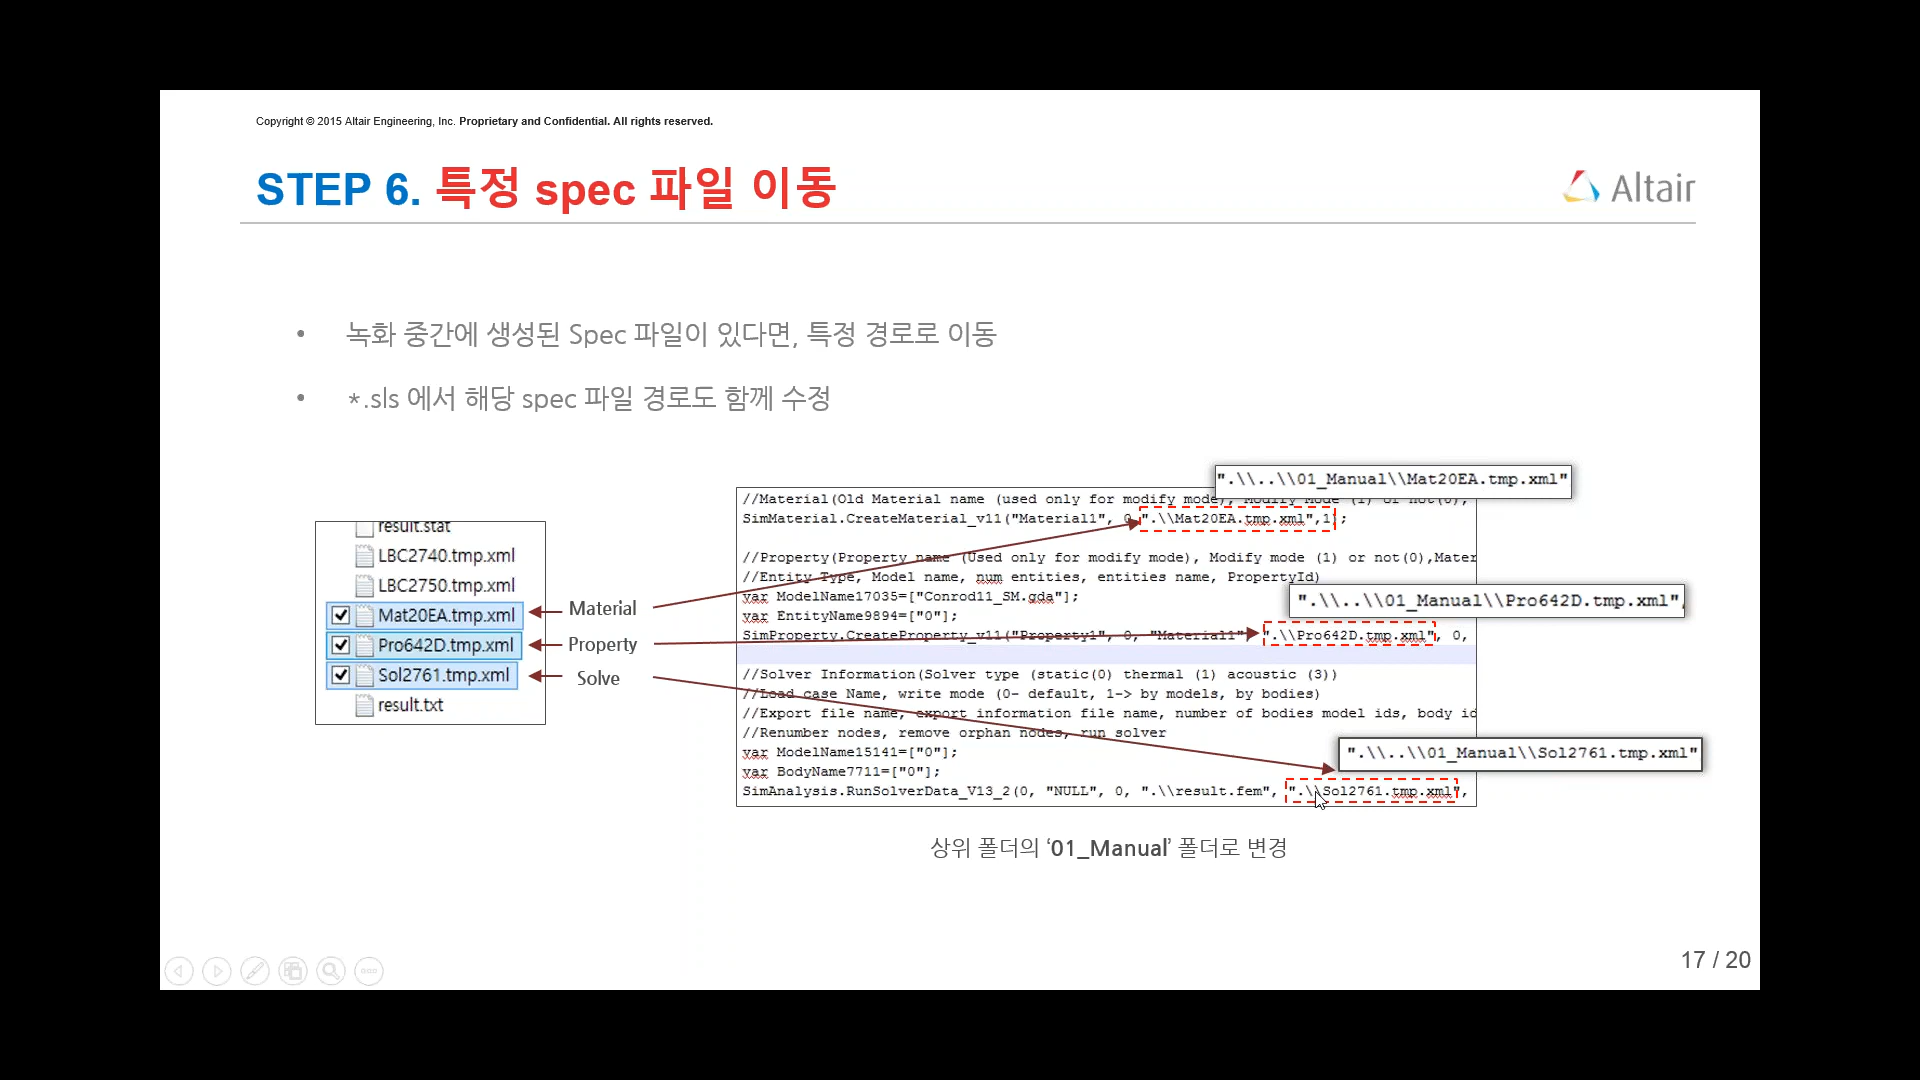 Copyright © 2015 Altair Engineering, Inc. Proprietary and Confidential. All rights reserved.
STEP 6. 특정 spec 파일 이동
Altair
• 녹화 중간에 생성된 Spec 파일이 있다면, 특정 경로로 이동
• *.sls 에서 해당 spec 파일 경로도 함께 수정
result.stat
LBC2740.tmp.xml
LBC2750.tmp.xml
Mat20EA.tmp.xml
Pro642D.tmp.xml
Sol2761.tmp.xml
result.txt
Material
Property
Solve
".\\..\\01_Manual\\Mat20EA.tmp.xml"
//Material(Old Material name (used only for modify mode), Modify Mode (1) or not(0),
SimMaterial.CreateMaterial_v11("Material1", 0,".\\Mat20EA.tmp.xml",1);
//Property(Property name (Used only for modify mode), Modify mode (1) or not(0),Mater
//Entity Type, Model name, num entities, entities name, PropertyId)
var ModelName17035=["Conrod11_SM.gda"];
".\\..\\01_Manual\\Pro642D.tmp.xml",
var EntityName9894=["0"];
SimProperty.CreateProperty_v11("Property1", 0, "Material1", ".\\Pro642D.tmp.xml", 0,
//Solver Information(Solver type (static(0) thermal (1) acoustic (3))
//Load case Name, write mode (0- default, 1-> by models, by bodies)
//Export file name, export information file name, number of bodies model ids, body id
//Renumber nodes, remove orphan nodes, run solver
var ModelName15141=["0"];
".\\..\\01_Manual\\Sol2761.tmp.xml"
var BodyName7711=["0"];
SimAnalysis.RunSolverData_V13_2(0, "NULL", 0, ".\\result.fem", ".\\Sol2761.tmp.xml",
상위 폴더의 ‘01_Manual’ 폴더로 변경
17 / 20